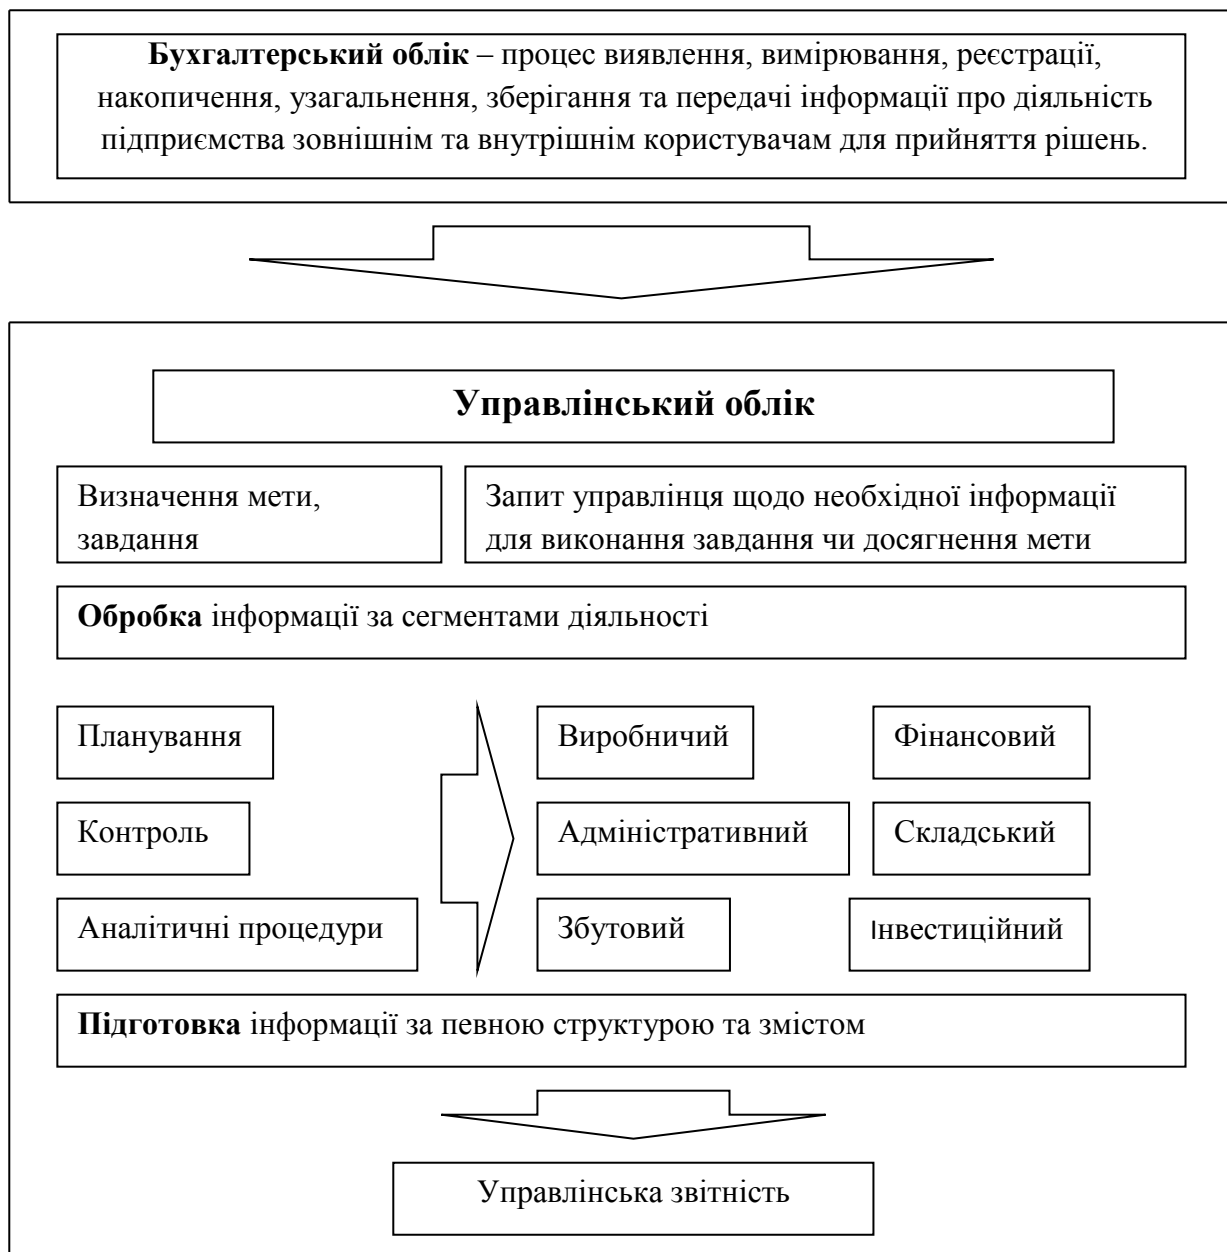 Бухгалтерський облік – процес виявлення, вимірювання, реєстрації,
накопичення, узагальнення, зберігання та передачі інформації про діяльність
підприємства зовнішнім та внутрішнім користувачам для прийняття рішень.
Управлінський облік
Визначення мети,
завдання
Запит управлінця щодо необхідної інформації
для виконання завдання чи досягнення мети
Обробка інформації за сегментами діяльності
Планування
Контроль
Аналітичні процедури
Виробничий
Фінансовий
Адміністративний
Складський
Збутовий
Інвестиційний
Підготовка інформації за певною структурою та змістом
Управлінська звітність